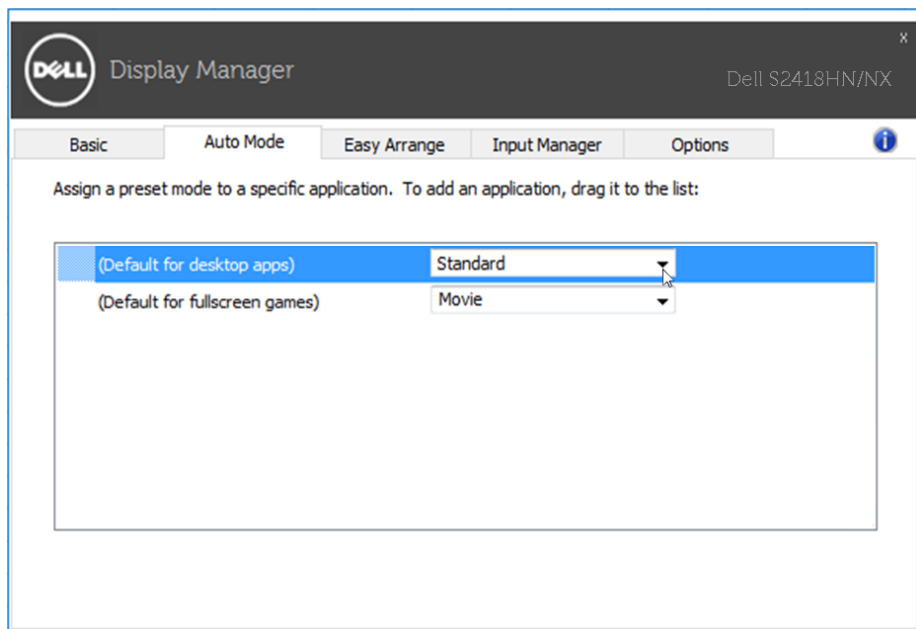 x
DELL
Display Manager
Dell S2418HN/NX
Basic
Auto Mode
Easy Arrange
Input Manager
Options
i
Assign a preset mode to a specific application. To add an application, drag it to the list:
(Default for desktop apps)
Standard
(Default for fullscreen games)
Movie